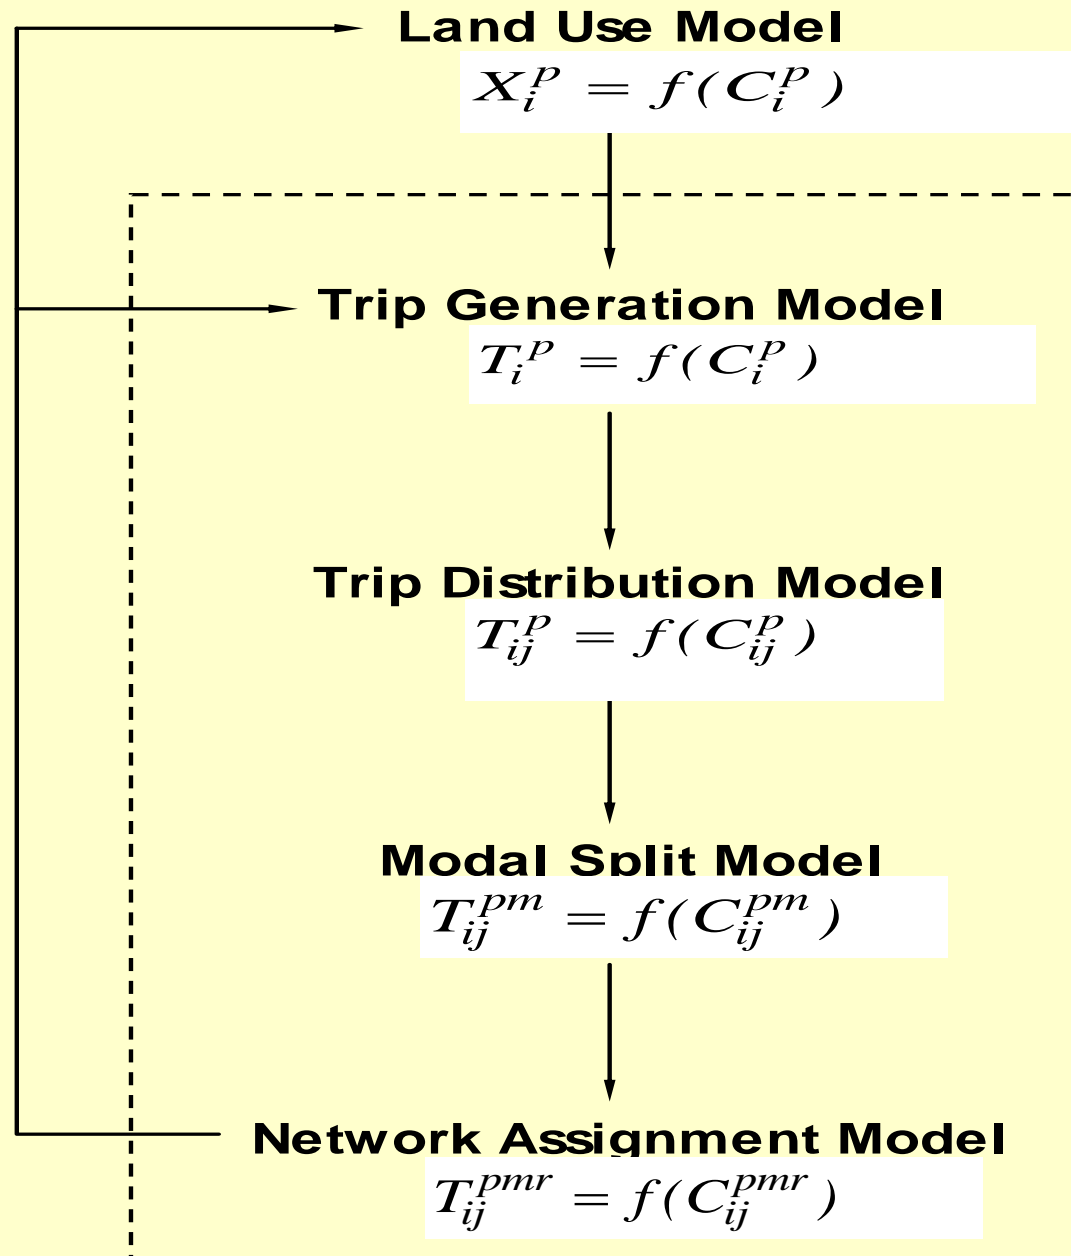 Land Use Model
X_i^p = f(C_i^p)
Trip Generation Model
T_i^p = f(C_i^p)
Trip Distribution Model
T_ij^p = f(C_ij^p)
Modal Split Model
T_ij^pm = f(C_ij^pm)
Network Assignment Model
T_ij^pmr = f(C_ij^pmr)